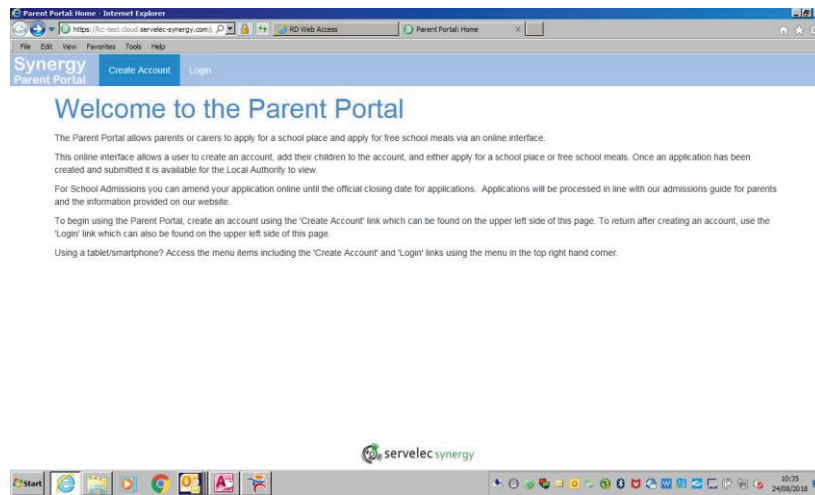 Parent Portal: Home - Internet Explorer
https://lcc-test.cloud.servelec-synergy.com/
RD Web Access
Parent Portal: Home
File Edit View Favorites Tools Help
Synergy
Parent Portal
Create Account
Login
Welcome to the Parent Portal
The Parent Portal allows parents or carers to apply for a school place and apply for free school meals via an online interface.
This online interface allows a user to create an account, add their children to the account, and either apply for a school place or free school meals. Once an application has been
created and submitted it is available for the Local Authority to view.
For School Admissions you can amend your application online until the official closing date for applications. Applications will be processed in line with our admissions guide for parents
and the information provided on our website.
To begin using the Parent Portal, create an account using the 'Create Account' link which can be found on the upper left side of this page. To return after creating an account, use the
'Login' link which can also be found on the upper left side of this page.
Using a tablet/smartphone? Access the menu items including the 'Create Account' and 'Login' links using the menu in the top right hand corner.
servelec synergy
Start
10:35
24/08/2018